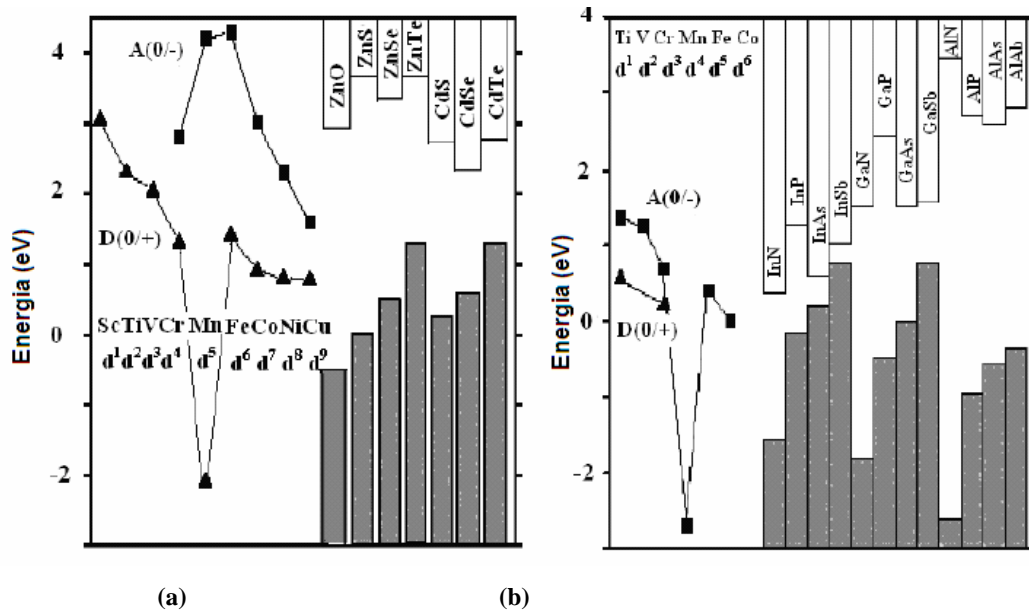 4
2
0
-2
Energia (eV)
A(0/-)
D(0/+)
ScTiVCr Mn FeCoNiCu
d¹d²d³d⁴ d⁵ d⁶ d⁷ d⁸ d⁹
ZnO
ZnS
ZnSe
ZnTe
CdS
CdSe
CdTe
(a)
4
2
0
-2
Energia (eV)
Ti V Cr Mn Fe Co
d¹ d² d³ d⁴ d⁵ d⁶
A(0/-)
D(0/+)
InN
InP
InAs
InSb
GaN
GaP
GaAs
GaSb
AlN
AlP
AlAs
AlAb
(b)